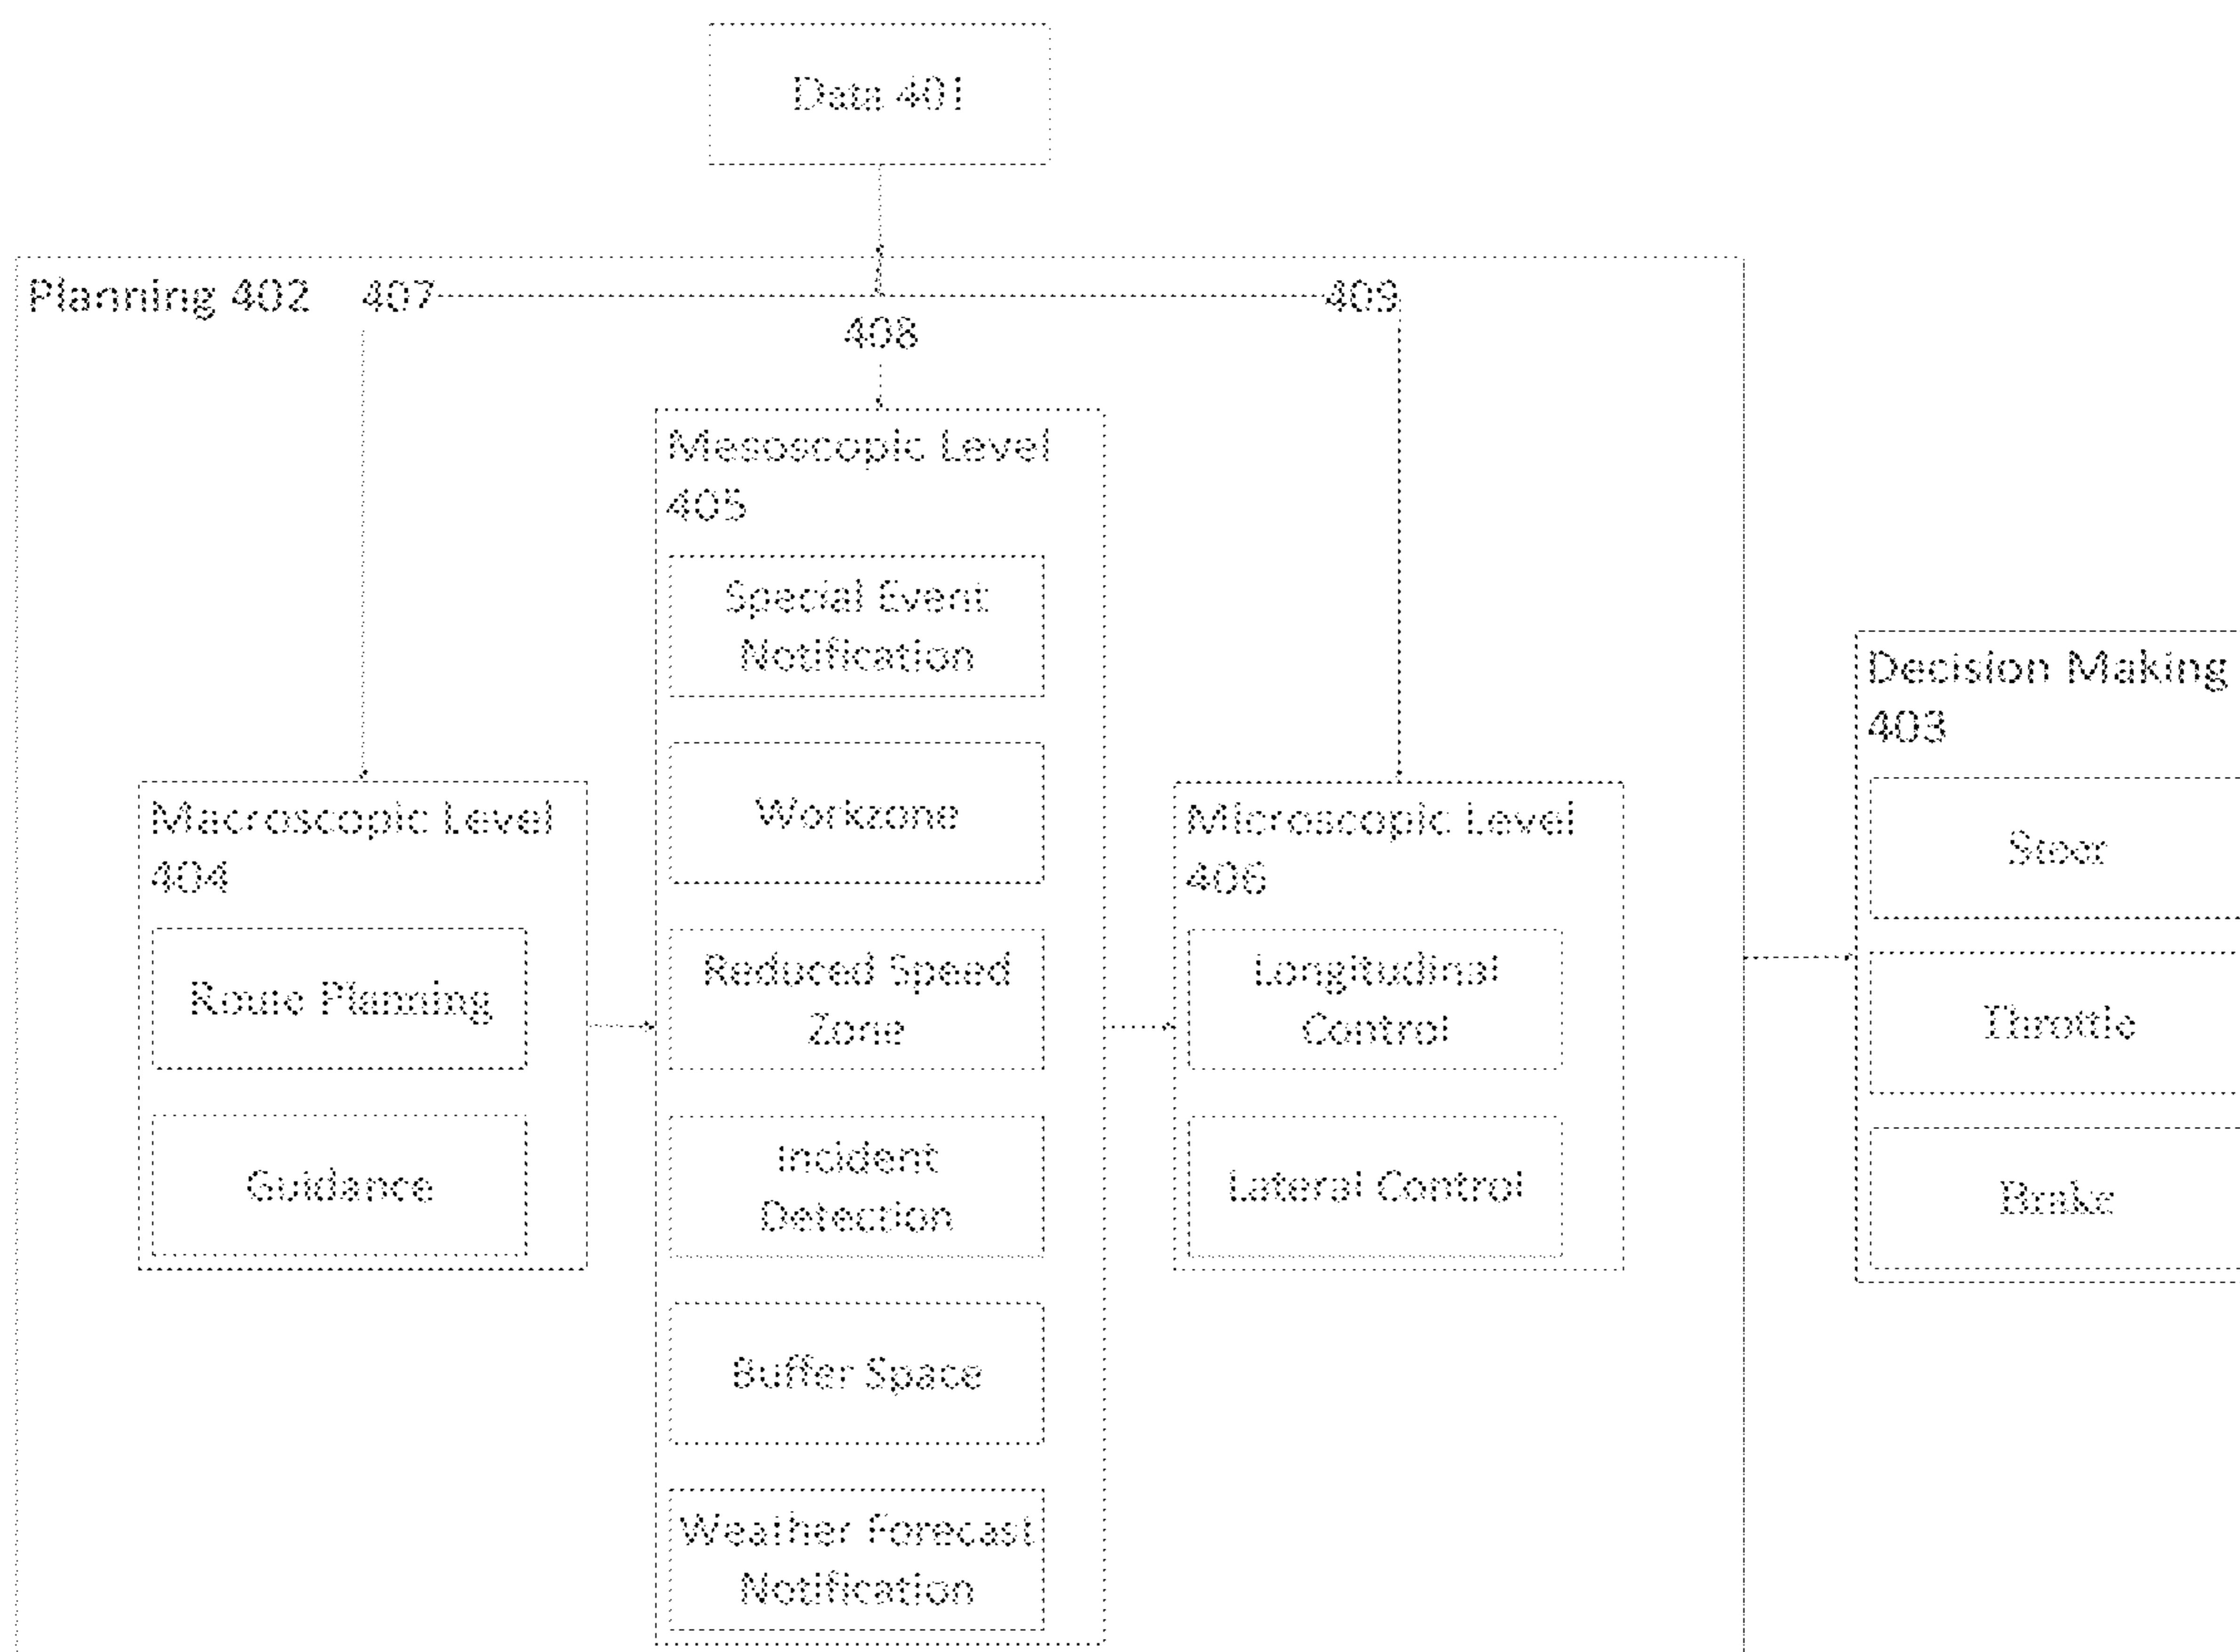 Data 401
Planning 402
407
408
409
Mesoscopic Level
405
Special Event
Notification
Workzone
Reduced Speed
Zone
Incident
Detection
Buffer Space
Weather Forecast
Notification
Macroscopic Level
404
Route Planning
Guidance
Microscopic Level
406
Longitudinal
Control
Lateral Control
Decision Making
403
Steer
Throttle
Brake